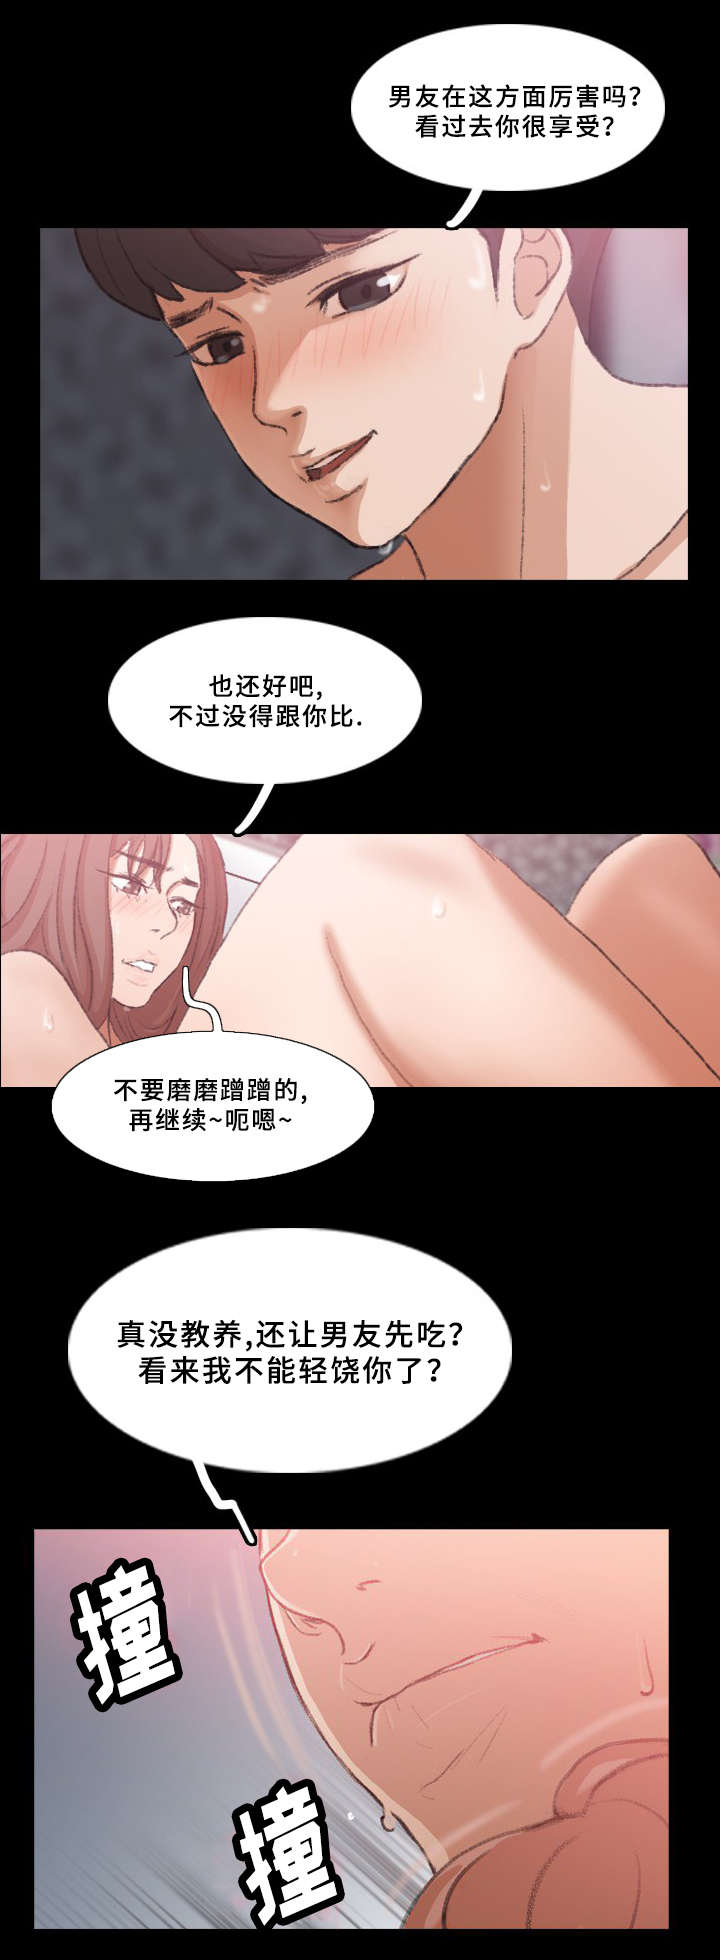 男友在这方面厉害吗?
看过去你很享受?
也还好吧,
不过没得跟你比.
不要磨磨蹭蹭的,
再继续~呃嗯~
真没教养,还让男友先吃?
看来我不能轻饶你了?
撞
撞